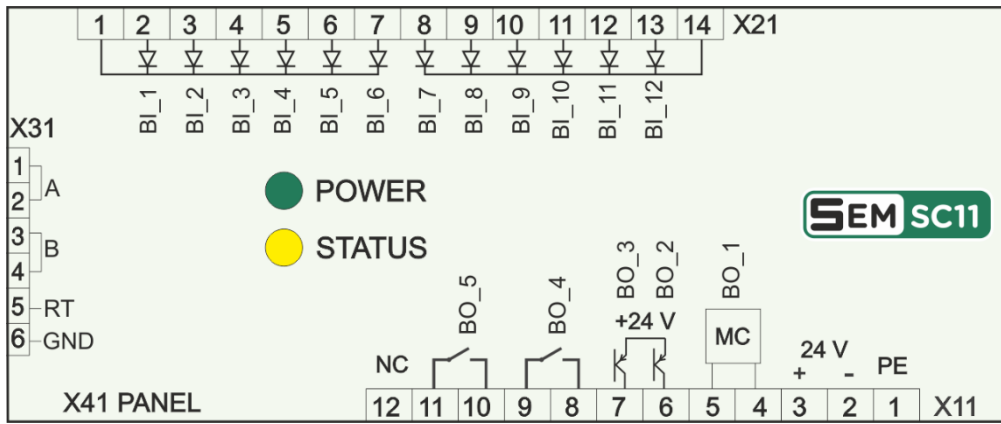 1 2 3 4 5 6 7 8 9 10 11 12 13 14 X21
BI_1 BI_2 BI_3 BI_4 BI_5 BI_6 BI_7 BI_8 BI_9 BI_10 BI_11 BI_12
X31
1
2
A
3
4
B
5 RT
6 GND
POWER
STATUS
SEM SC11
BO_5 BO_4 BO_3 BO_2 BO_1
+24 V
MC
NC
24 V
+ - PE
X41 PANEL
12 11 10 9 8 7 6 5 4 3 2 1 X11